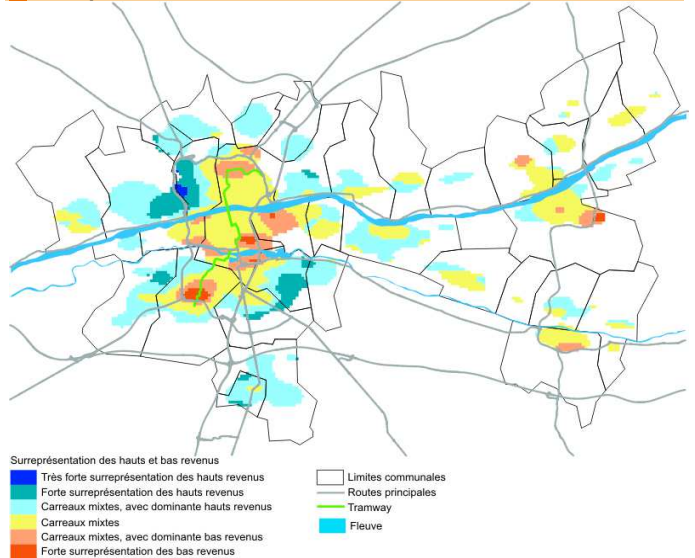 Surreprésentation des hauts et bas revenus
Très forte surreprésentation des hauts revenus
Forte surreprésentation des hauts revenus
Carreaux mixtes, avec dominante hauts revenus
Carreaux mixtes
Carreaux mixtes, avec dominante bas revenus
Forte surreprésentation des bas revenus
Limites communales
Routes principales
Tramway
Fleuve